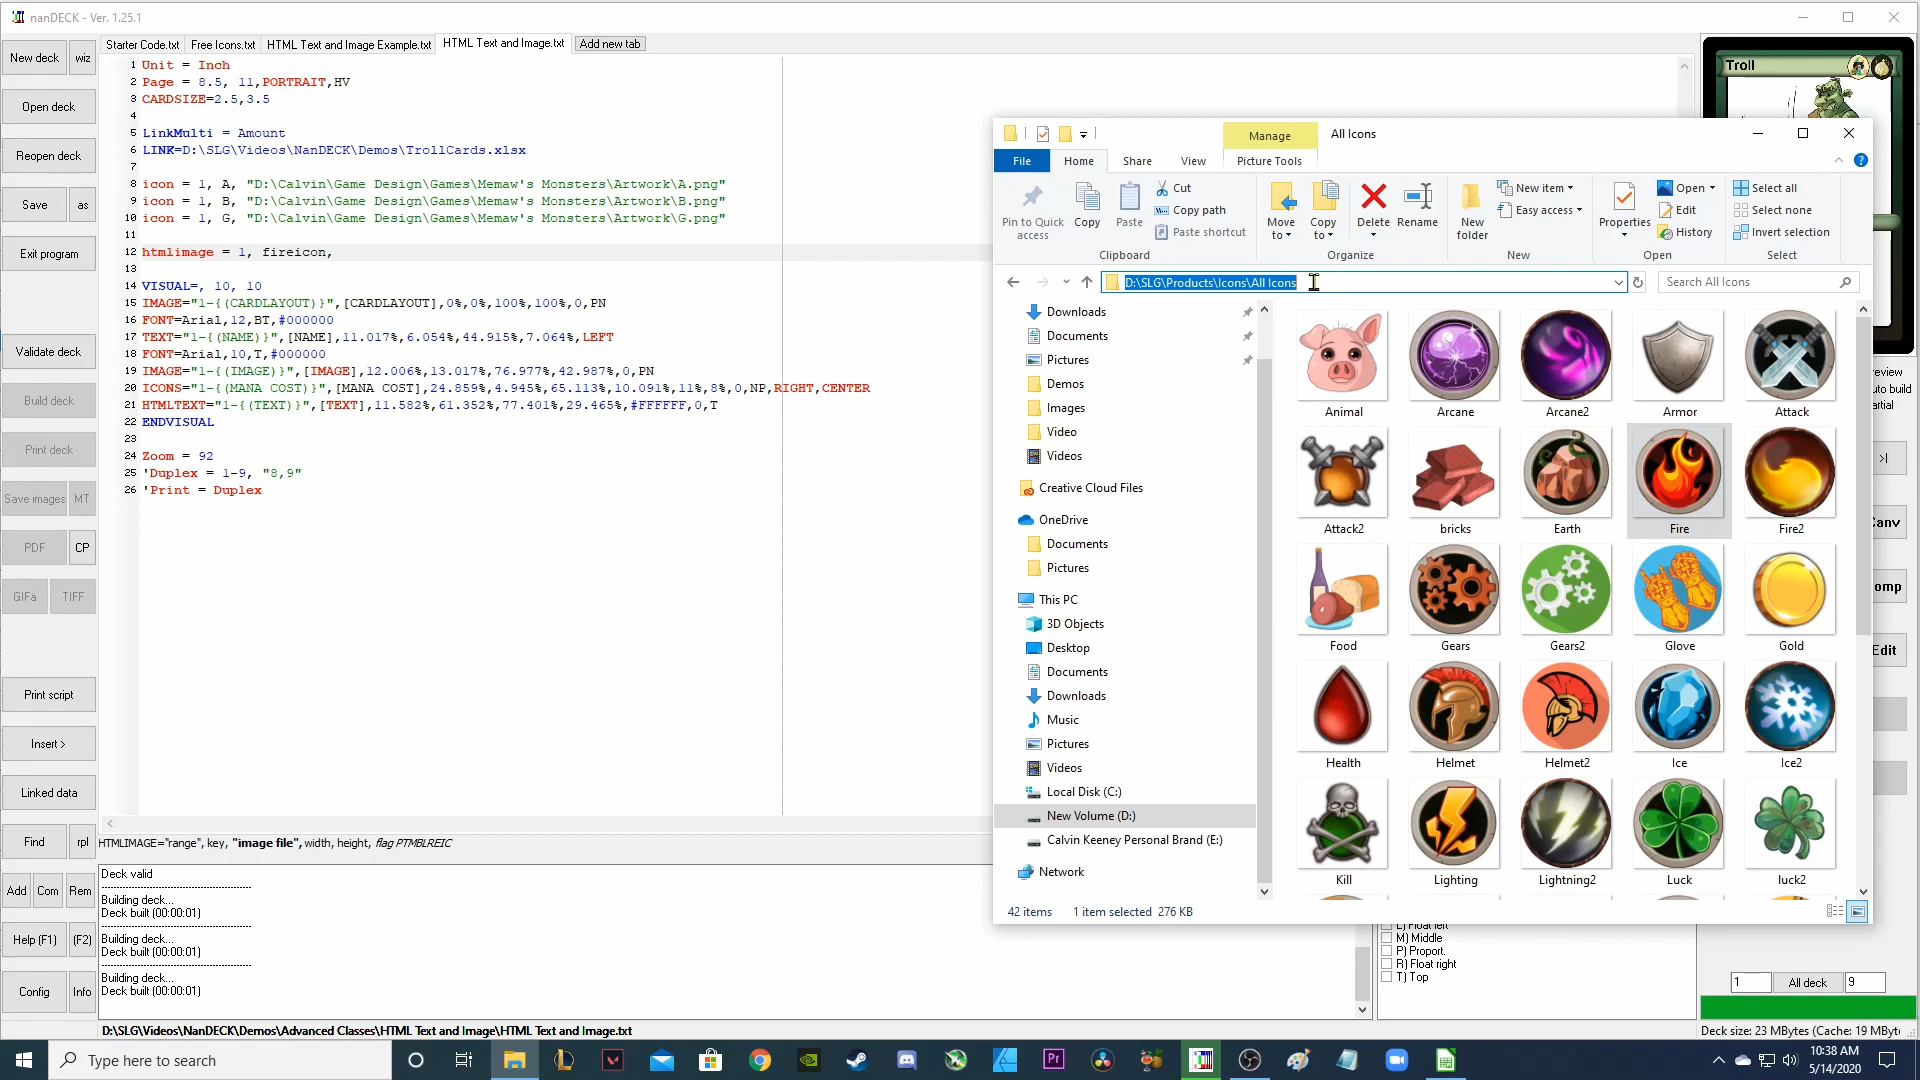 nanDECK - Ver. 1.25.1
New deck wiz
Starter Code.txt Free Icons.txt HTML Text and Image Example.txt HTML Text and Image.txt Add new tab
Open deck
Reopen deck
Save as
Exit program
Validate deck
Build deck
Print deck
Save images MT
PDF CP
GIFa TIFF
Print script
Insert >
Linked data
Find rpl
Add Com Rem
Help (F1) (F2)
Config Info
1 Unit = Inch
2 Page = 8.5, 11,PORTRAIT,HV
3 CARDSIZE=2.5,3.5
4
5 LinkMulti = Amount
6 LINK=D:\SLG\Videos\NanDECK\Demos\TrollCards.xlsx
7
8 icon = 1, A, "D:\Calvin\Game Design\Games\Memaw's Monsters\Artwork\A.png"
9 icon = 1, B, "D:\Calvin\Game Design\Games\Memaw's Monsters\Artwork\B.png"
10 icon = 1, G, "D:\Calvin\Game Design\Games\Memaw's Monsters\Artwork\G.png"
11
12 htmlimage = 1, fireicon,
13
14 VISUAL=, 10, 10
15 IMAGE="1-{(CARDLAYOUT)}",[CARDLAYOUT],0%,0%,100%,100%,0,PN
16 FONT=Arial,12,BT,#000000
17 TEXT="1-{(NAME)}",[NAME],11.017%,6.054%,44.915%,7.064%,LEFT
18 FONT=Arial,10,T,#000000
19 IMAGE="1-{(IMAGE)}",[IMAGE],12.006%,13.017%,76.977%,42.987%,0,PN
20 ICONS="1-{(MANA COST)}",[MANA COST],24.859%,4.945%,65.113%,10.091%,11%,8%,0,NP,RIGHT,CENTER
21 HTMLTEXT="1-{(TEXT)}",[TEXT],11.582%,61.352%,77.401%,29.465%,#FFFFFF,0,T
22 ENDVISUAL
23
24 Zoom = 92
25 'Duplex = 1-9, "8,9"
26 'Print = Duplex
HTMLIMAGE="range", key, "image file", width, height, flag PTMBLREIC
Deck valid
Building deck...
Deck built (00:00:01)
Building deck...
Deck built (00:00:01)
Building deck...
Deck built (00:00:01)
D:\SLG\Videos\NanDECK\Demos\Advanced Classes\HTML Text and Image\HTML Text and Image.txt
Manage All Icons
File Home Share View Picture Tools
Pin to Quick access
Copy
Paste
Cut
Copy path
Paste shortcut
Move to
Copy to
Delete
Rename
New folder
New item
Easy access
Properties
Open
Edit
History
Select all
Select none
Invert selection
Clipboard Organize New Open Select
D:\SLG\Products\Icons\All Icons
Search All Icons
Downloads
Documents
Pictures
Demos
Images
Video
Videos
Creative Cloud Files
OneDrive
Documents
Pictures
This PC
3D Objects
Desktop
Documents
Downloads
Music
Pictures
Videos
Local Disk (C:)
New Volume (D:)
Calvin Keeney Personal Brand (E:)
Network
Animal Arcane Arcane2 Armor Attack
Attack2 bricks Earth Fire Fire2
Food Gears Gears2 Glove Gold
Health Helmet Helmet2 Ice Ice2
Kill Lighting Lightning2 Luck luck2
42 items 1 item selected 276 KB
Troll
review
uto build
artial
>|
Canv
omp
Edit
L) Float left
M) Middle
P) Proport.
R) Float right
T) Top
1 All deck 9
Deck size: 23 MBytes (Cache: 19 MByt
Type here to search
Pr
10:38 AM
5/14/2020